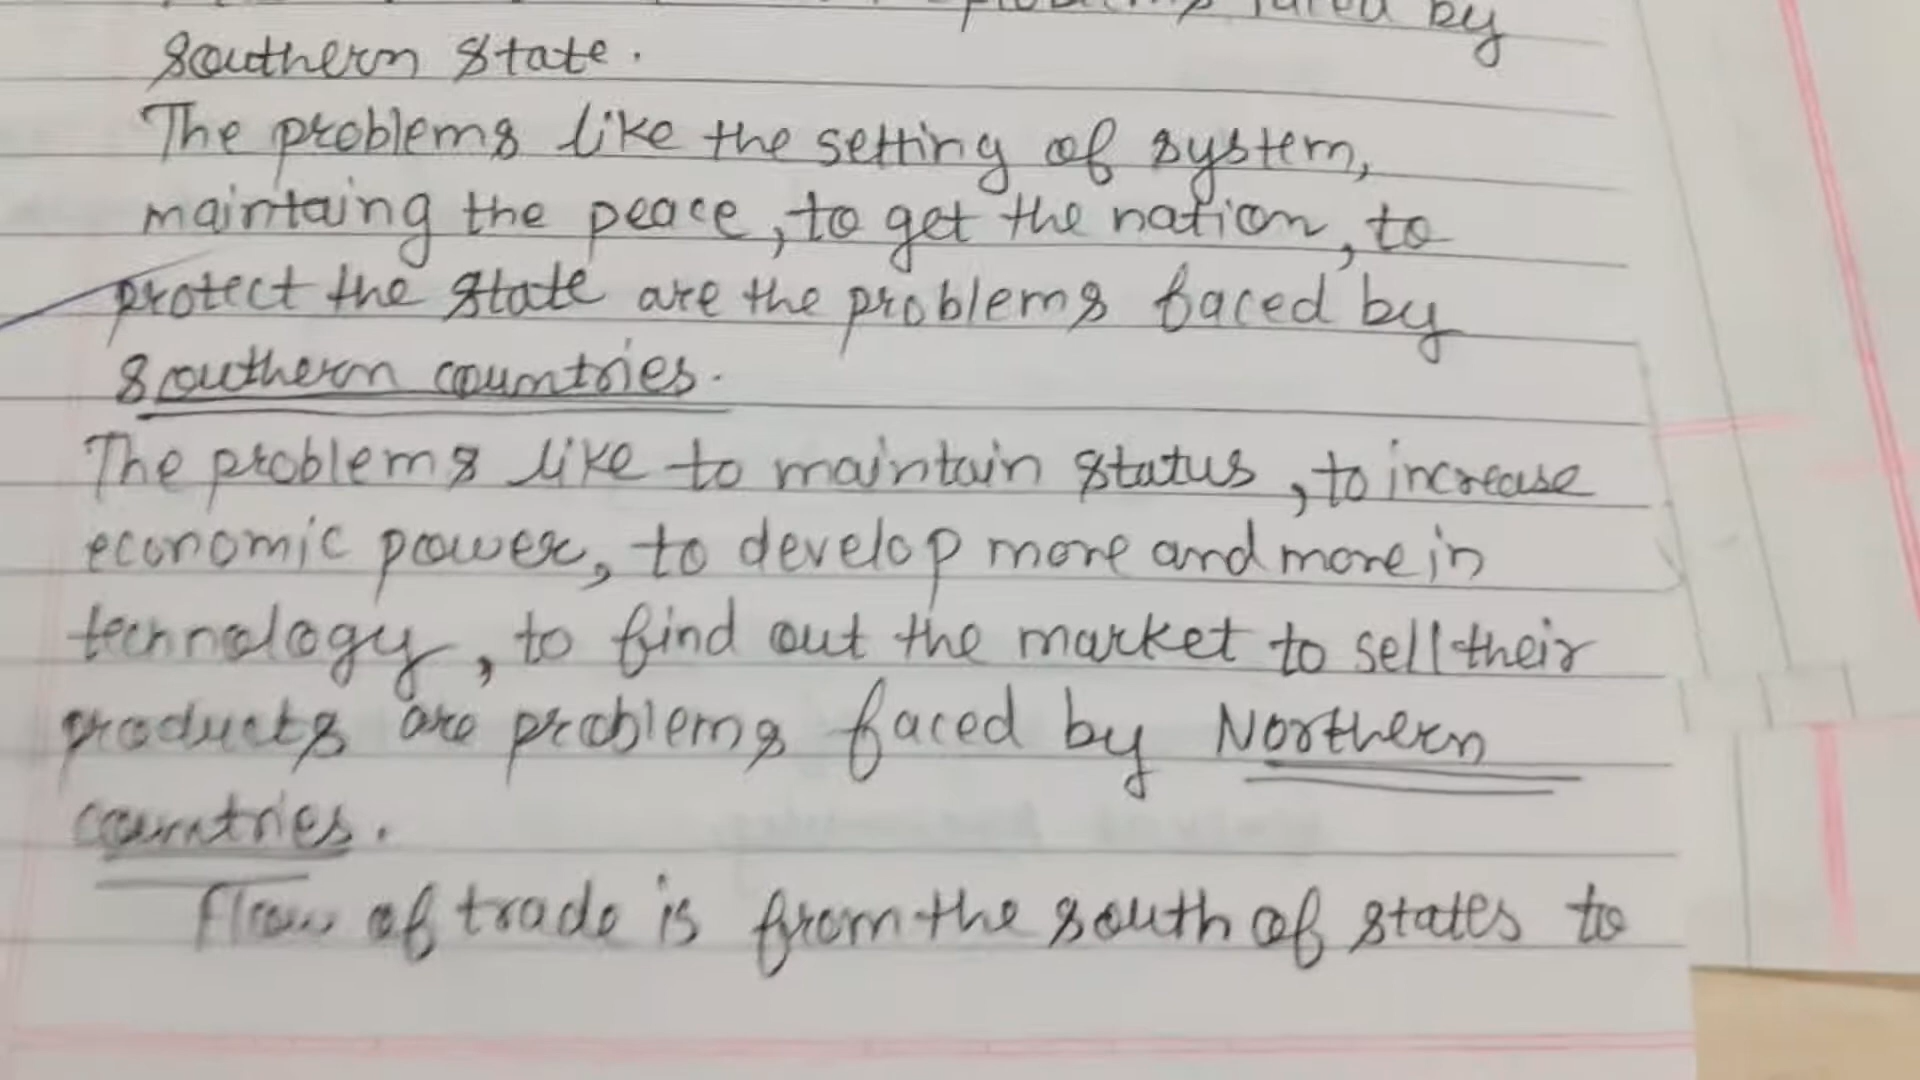 faced by
southern state.
The problems like the setting of system,
maintaing the peace, to get the nation, to
protect the state are the problems faced by
southern countries.
The problems like to maintain status, to increase
economic power, to develop more and more in
technology, to find out the market to sell their
products are problems faced by Northern
countries.
Flow of trade is from the south of states to